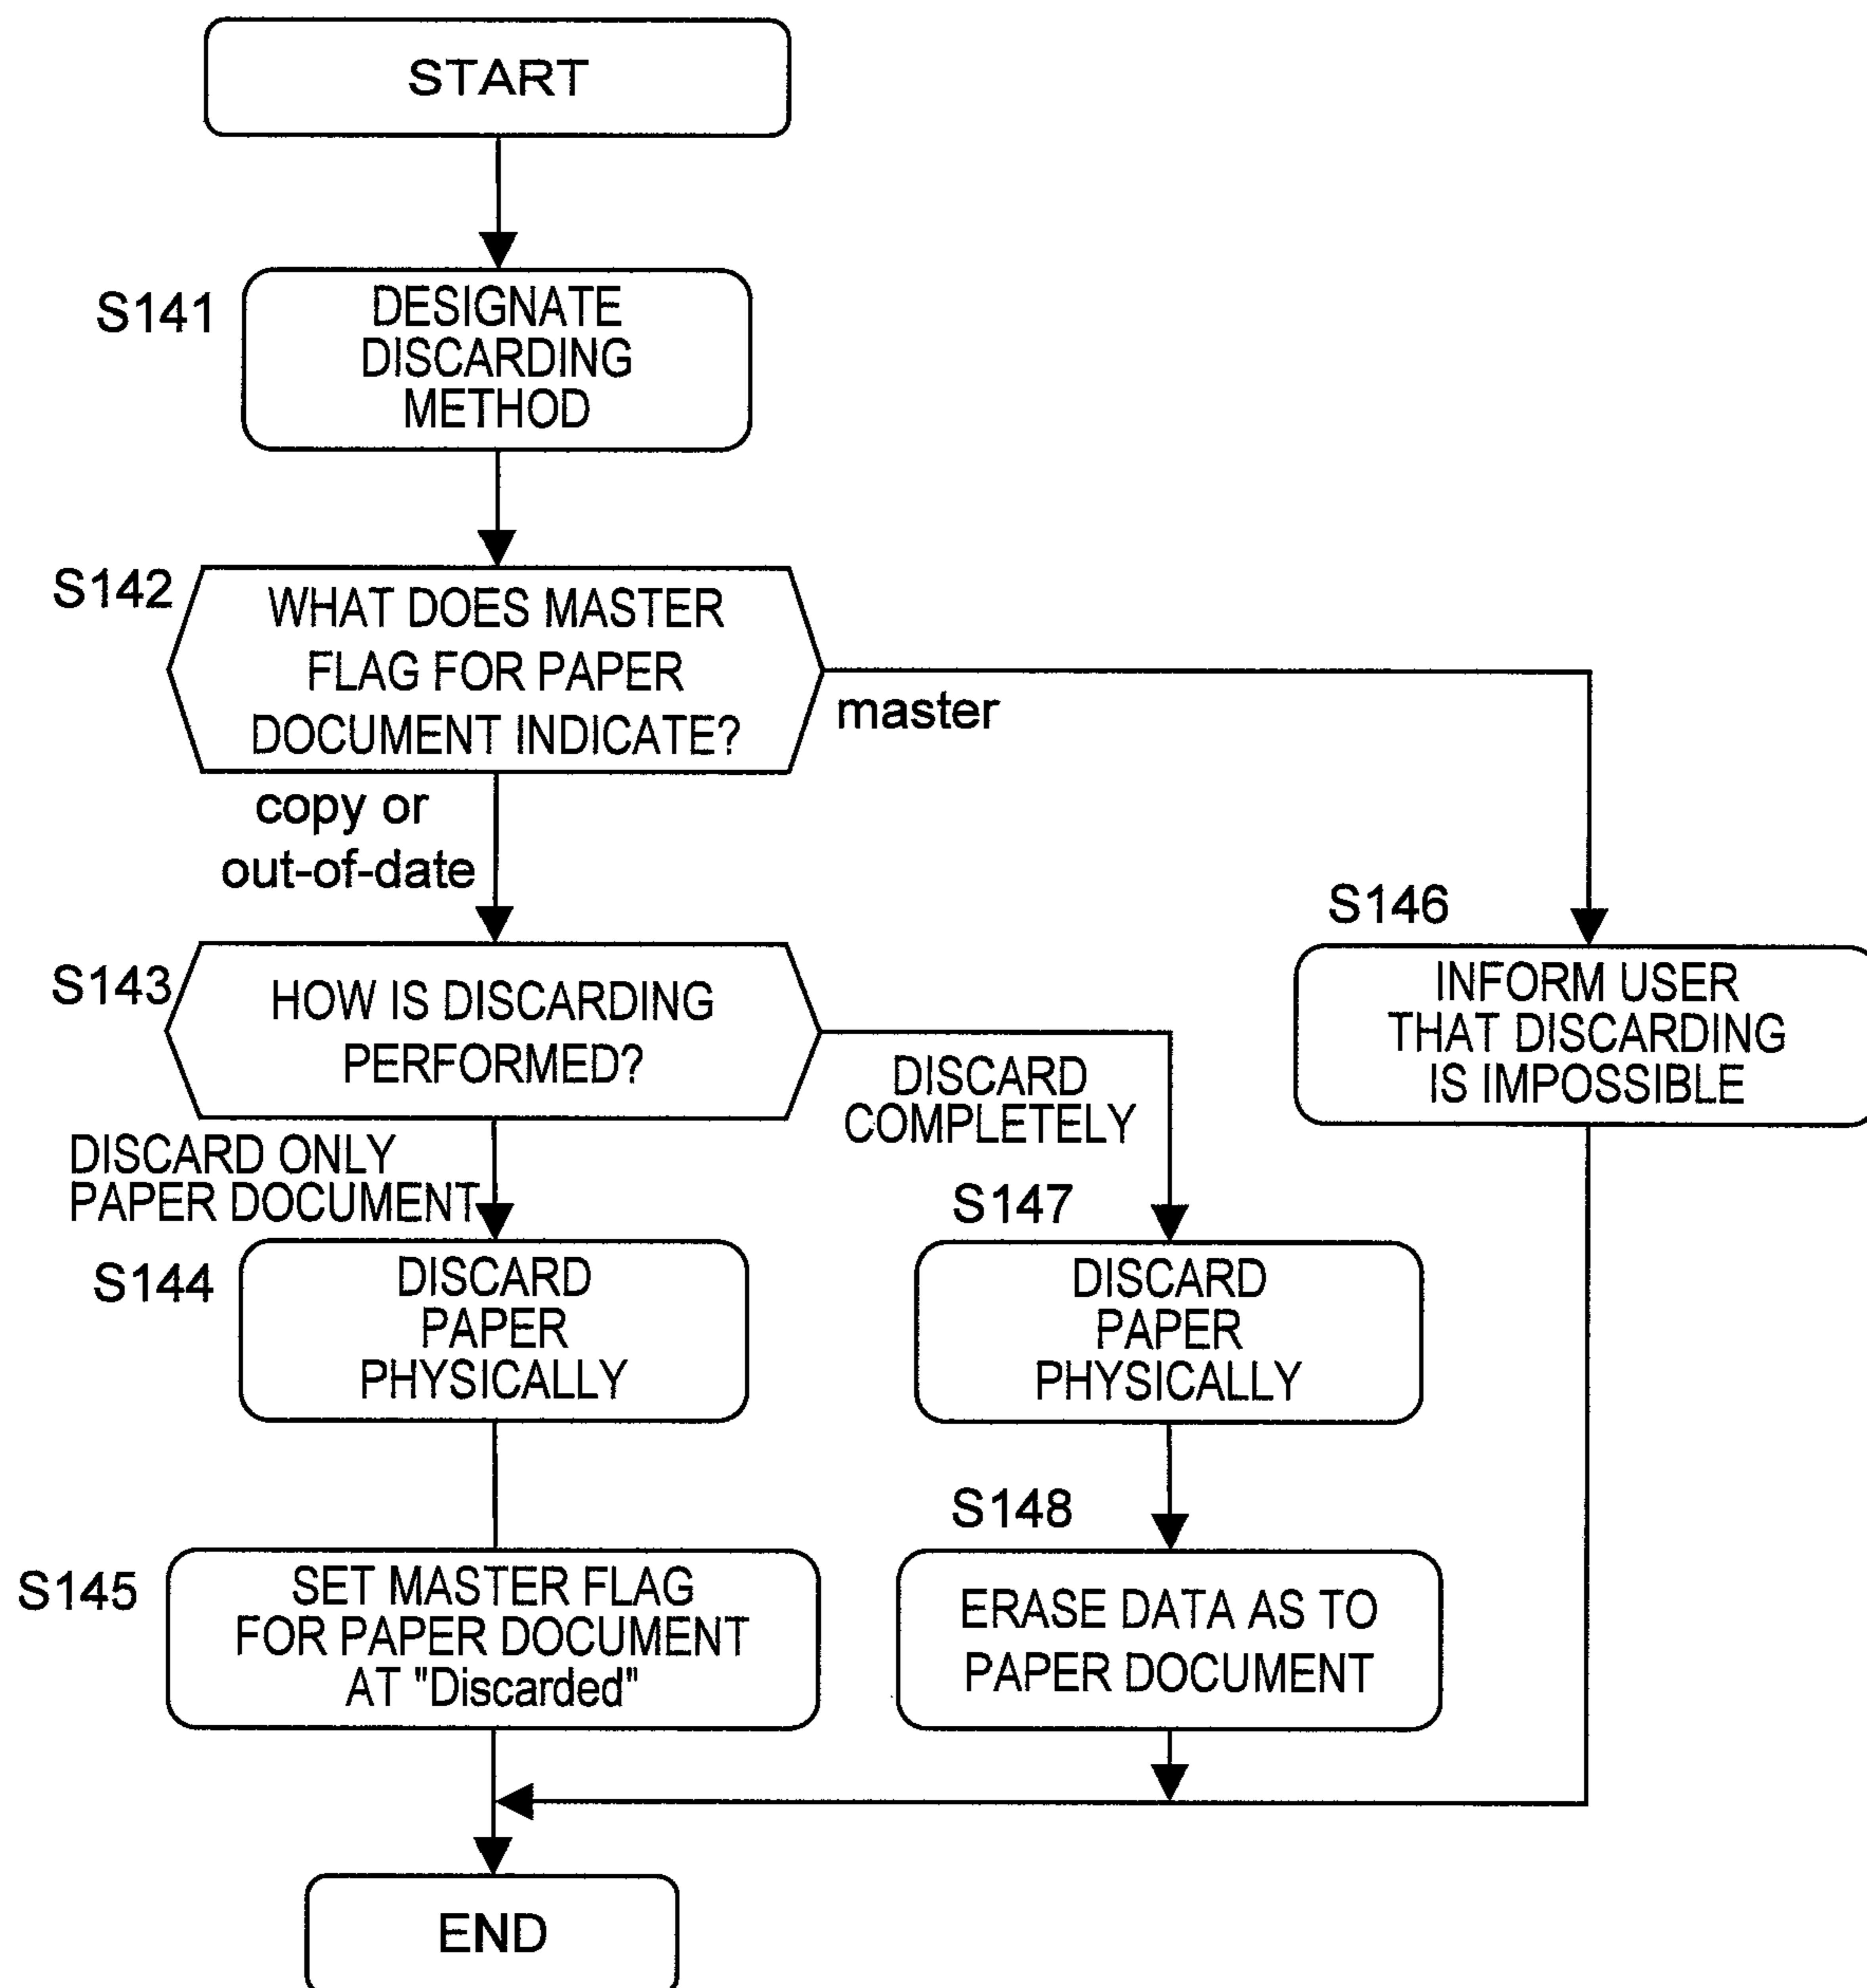 START
S141
DESIGNATE
DISCARDING
METHOD
S142
WHAT DOES MASTER
FLAG FOR PAPER
DOCUMENT INDICATE?
master
copy or
out-of-date
S143
HOW IS DISCARDING
PERFORMED?
DISCARD
COMPLETELY
S146
INFORM USER
THAT DISCARDING
IS IMPOSSIBLE
DISCARD ONLY
PAPER DOCUMENT
S144
DISCARD
PAPER
PHYSICALLY
S147
DISCARD
PAPER
PHYSICALLY
S145
SET MASTER FLAG
FOR PAPER DOCUMENT
AT "Discarded"
S148
ERASE DATA AS TO
PAPER DOCUMENT
END